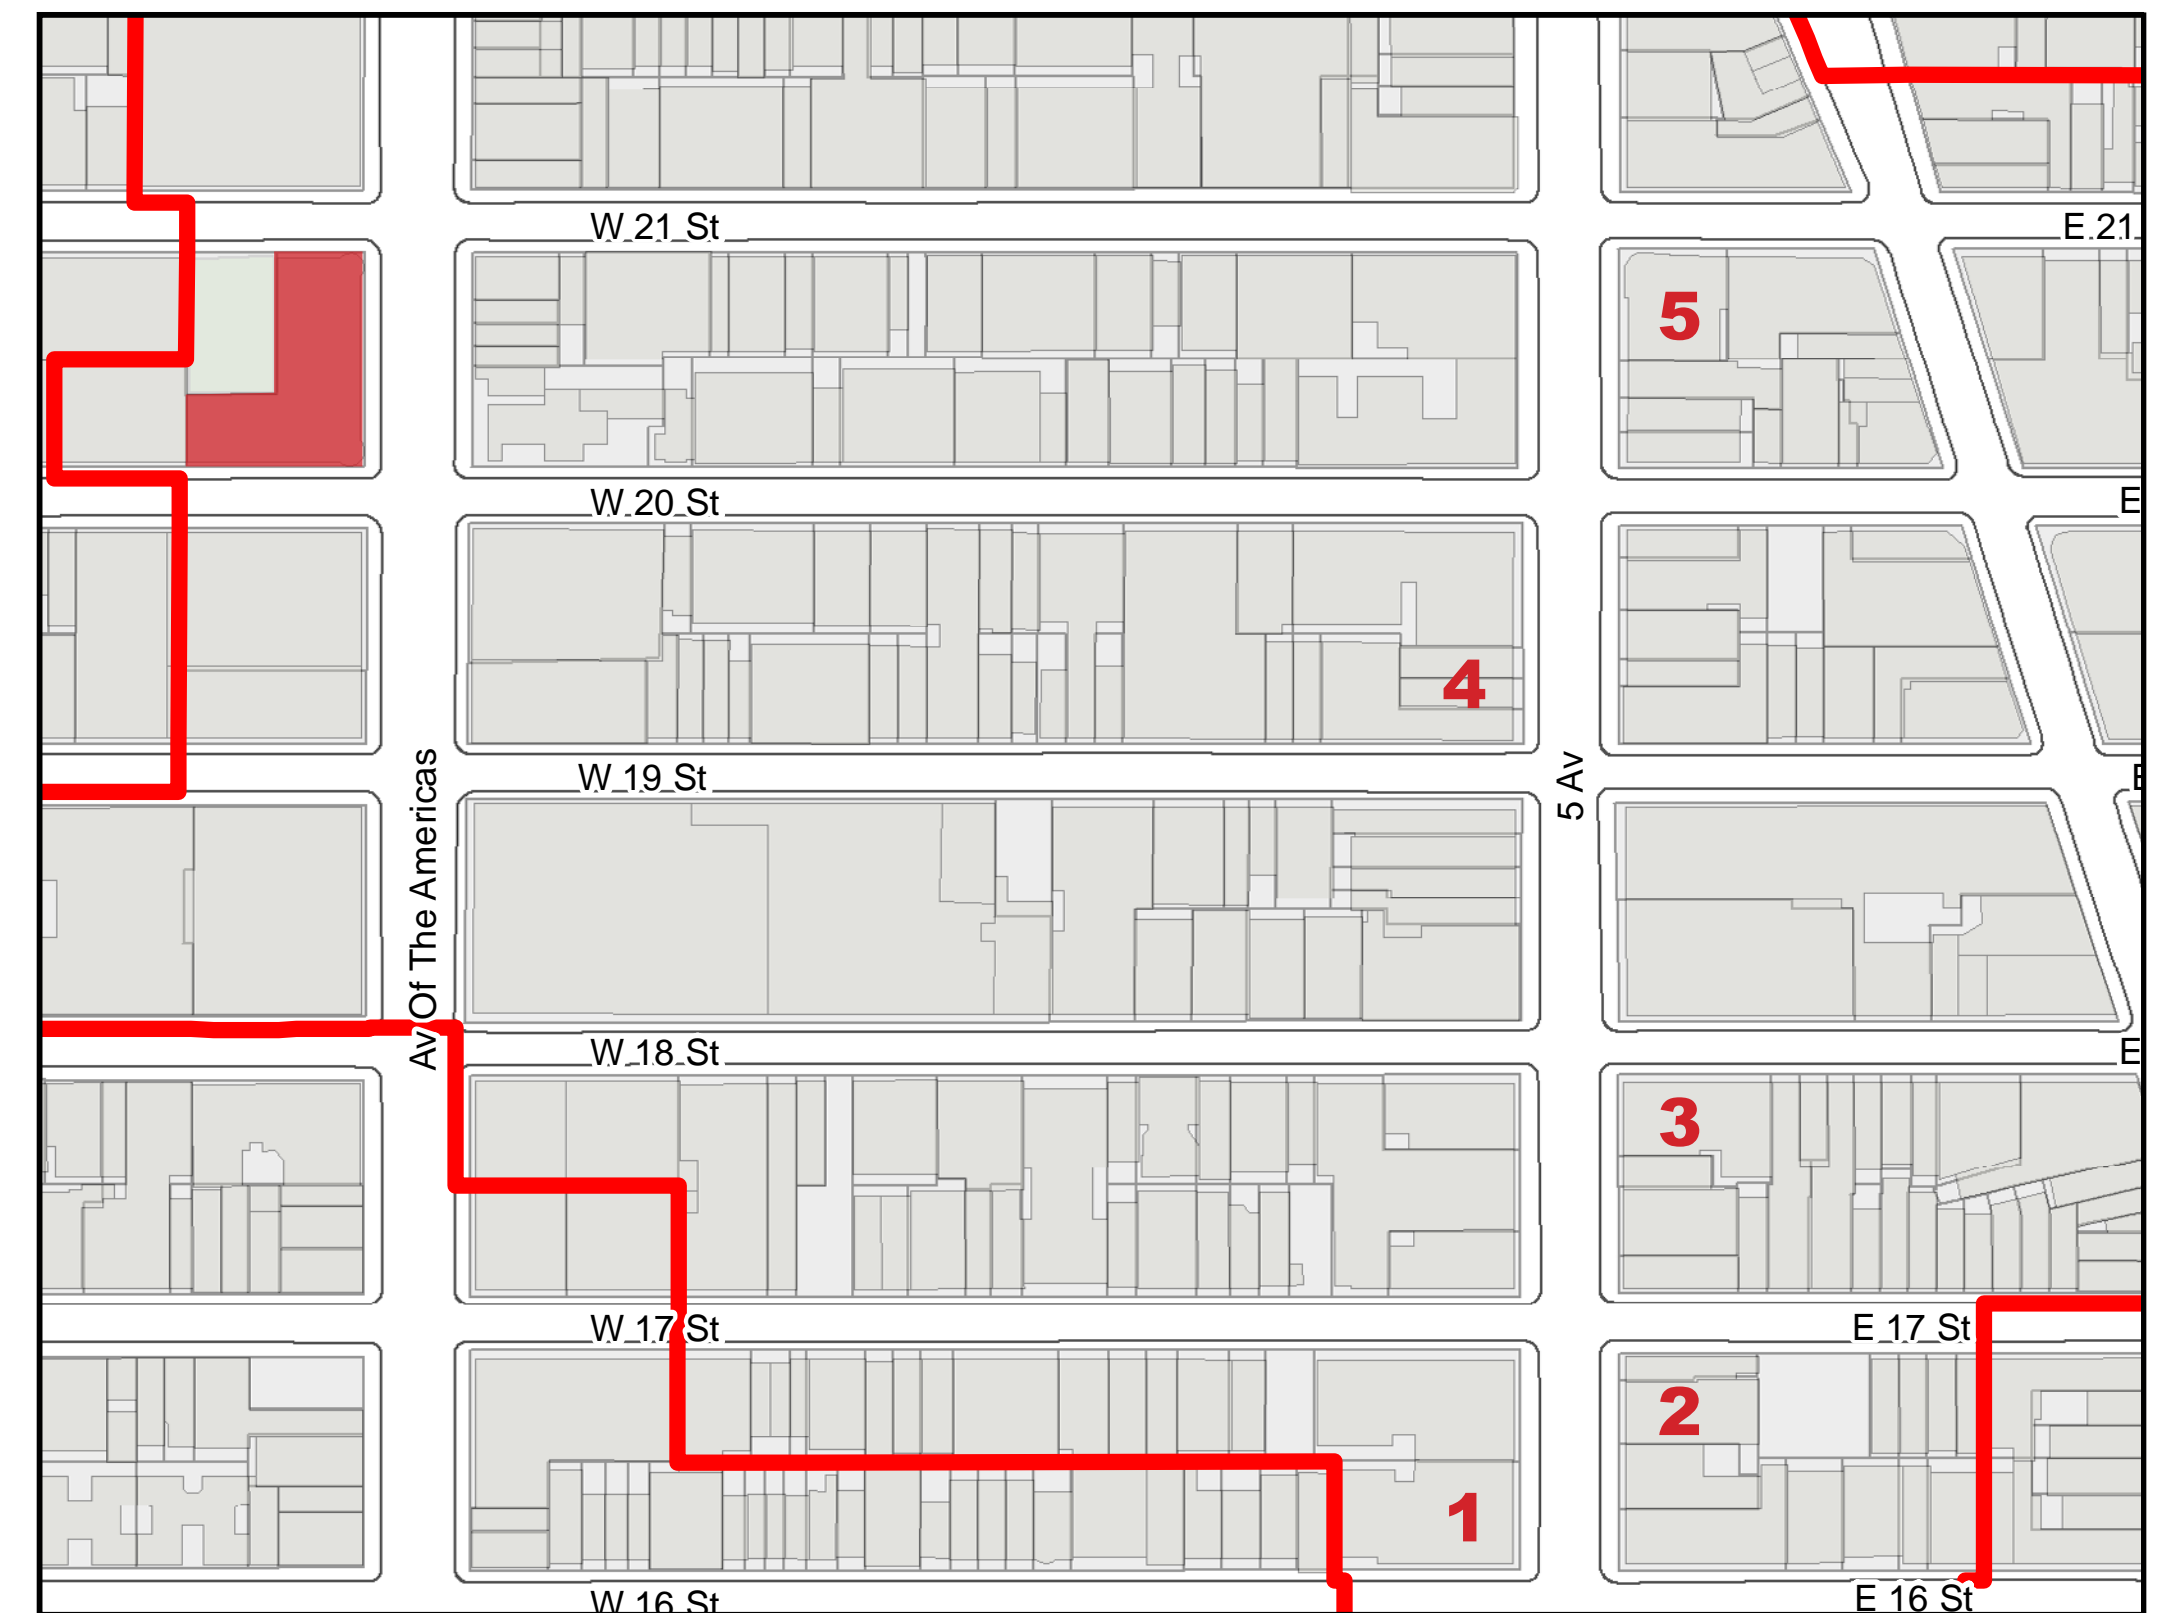 W 21 St
E 21
5
W 20 St
E
4
W 19 St
E
Av Of The Americas
5 Av
W 18 St
E
3
W 17 St
E 17 St
2
1
W 16 St
E 16 St